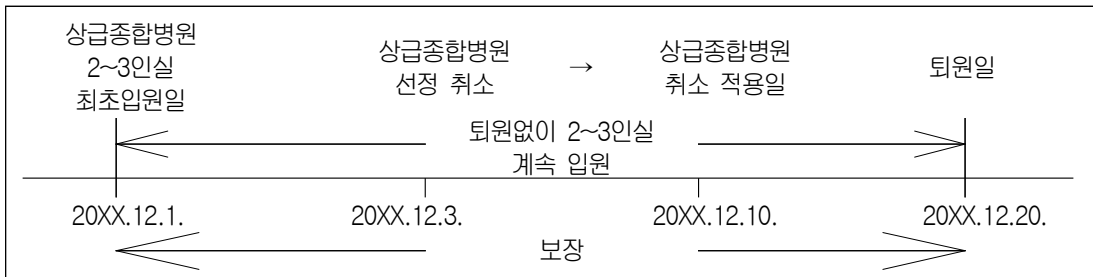 상급종합병원
2~3인실
최초입원일
상급종합병원
선정 취소
→
상급종합병원
취소 적용일
퇴원일
퇴원없이 2~3인실
계속 입원
20XX.12.1.
20XX.12.3.
20XX.12.10.
20XX.12.20.
보장